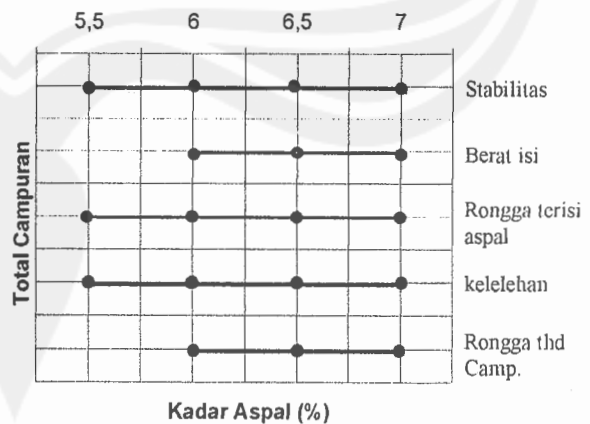 5,5 6 6,5 7
Total Campuran
Stabilitas
Berat isi
Rongga terisi
aspal
kelelehan
Rongga thd
Camp.
Kadar Aspal (%)